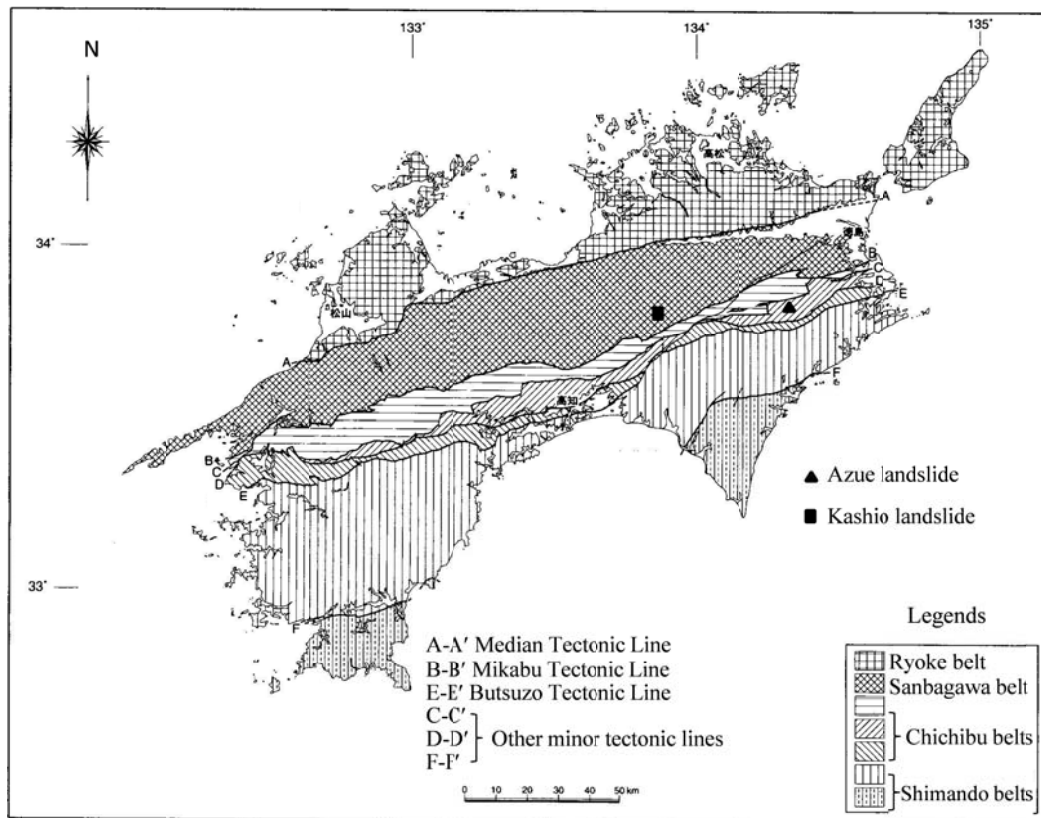 133°
134°
135°
N
高松
A
34°
徳島
B
C
D
E
松山
A
F
高知
B
C
D
E
▲ Azue landslide
■ Kashio landslide
33°
F
Legends
A-A′ Median Tectonic Line
B-B′ Mikabu Tectonic Line
E-E′ Butsuzo Tectonic Line
C-C′
D-D′ Other minor tectonic lines
F-F′
Ryoke belt
Sanbagawa belt
Chichibu belts
Shimando belts
0 10 20 30 40 50 km